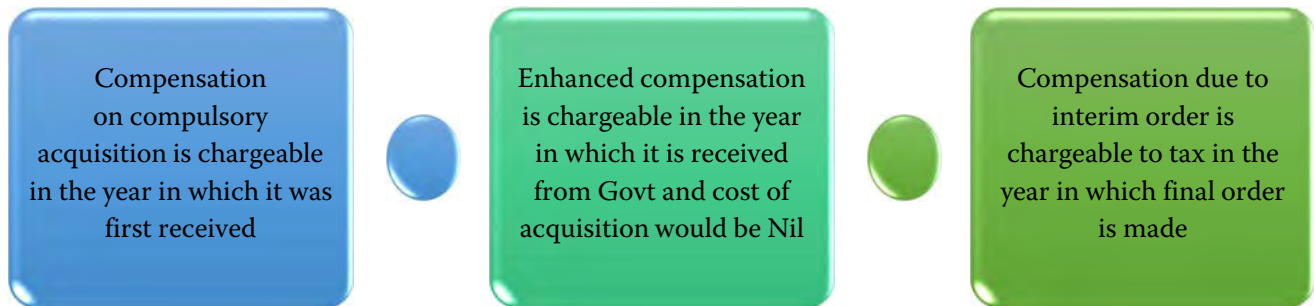 Compensation
on compulsory
acquisition is chargeable
in the year in which it was
first received
Enhanced compensation
is chargeable in the year
in which it is received
from Govt and cost of
acquisition would be Nil
Compensation due to
interim order is
chargeable to tax in the
year in which final order
is made